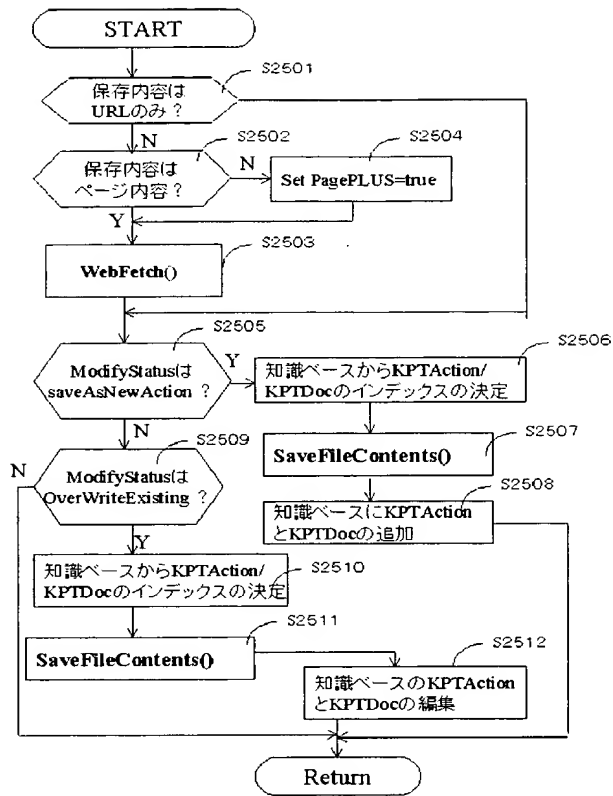 START
S2501
保存内容は
URLのみ？
N
S2502
保存内容は
ページ内容？
N
S2504
Set PagePLUS=true
Y
S2503
WebFetch()
S2505
ModifyStatusは
saveAsNewAction ？
Y
S2506
知識ベースからKPTAction/
KPTDocのインデックスの決定
N
S2507
SaveFileContents()
S2509
N
ModifyStatusは
OverWriteExisting ？
S2508
知識ベースにKPTAction
とKPTDocの追加
Y
S2510
知識ベースからKPTAction/
KPTDocのインデックスの決定
S2511
SaveFileContents()
S2512
知識ベースのKPTAction
とKPTDocの編集
Return